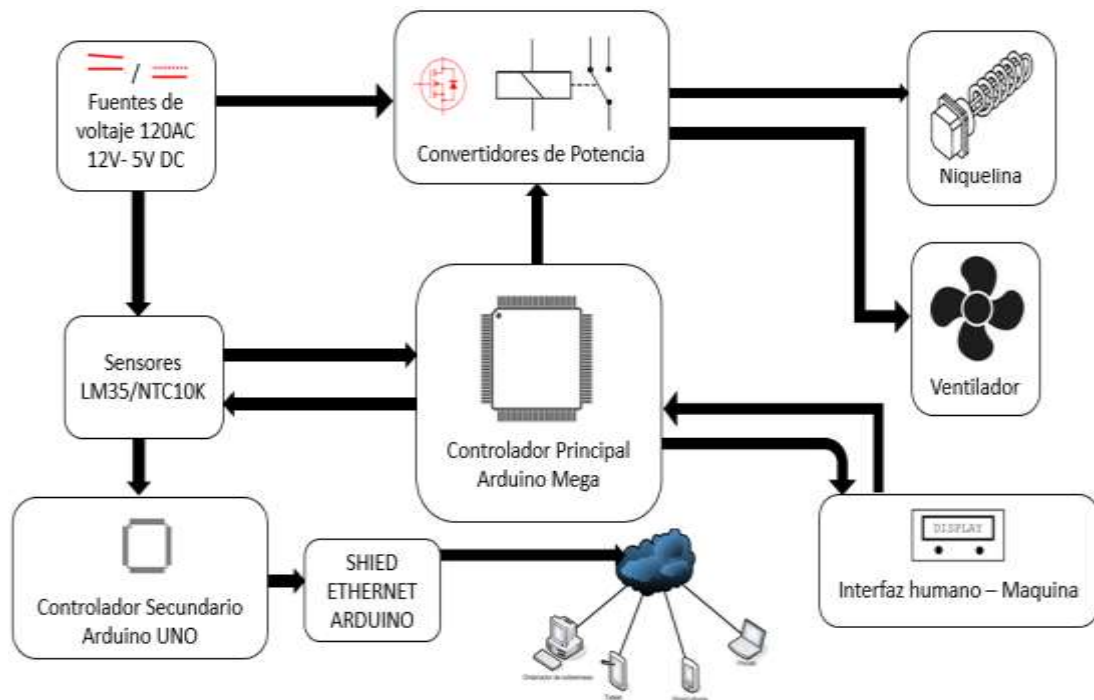 /
Fuentes de
voltaje 120AC
12V- 5V DC
Convertidores de Potencia
Niquelina
Sensores
LM35/NTC10K
Controlador Principal
Arduino Mega
Ventilador
Controlador Secundario
Arduino UNO
SHIED
ETHERNET
ARDUINO
DISPLAY
Interfaz humano – Maquina